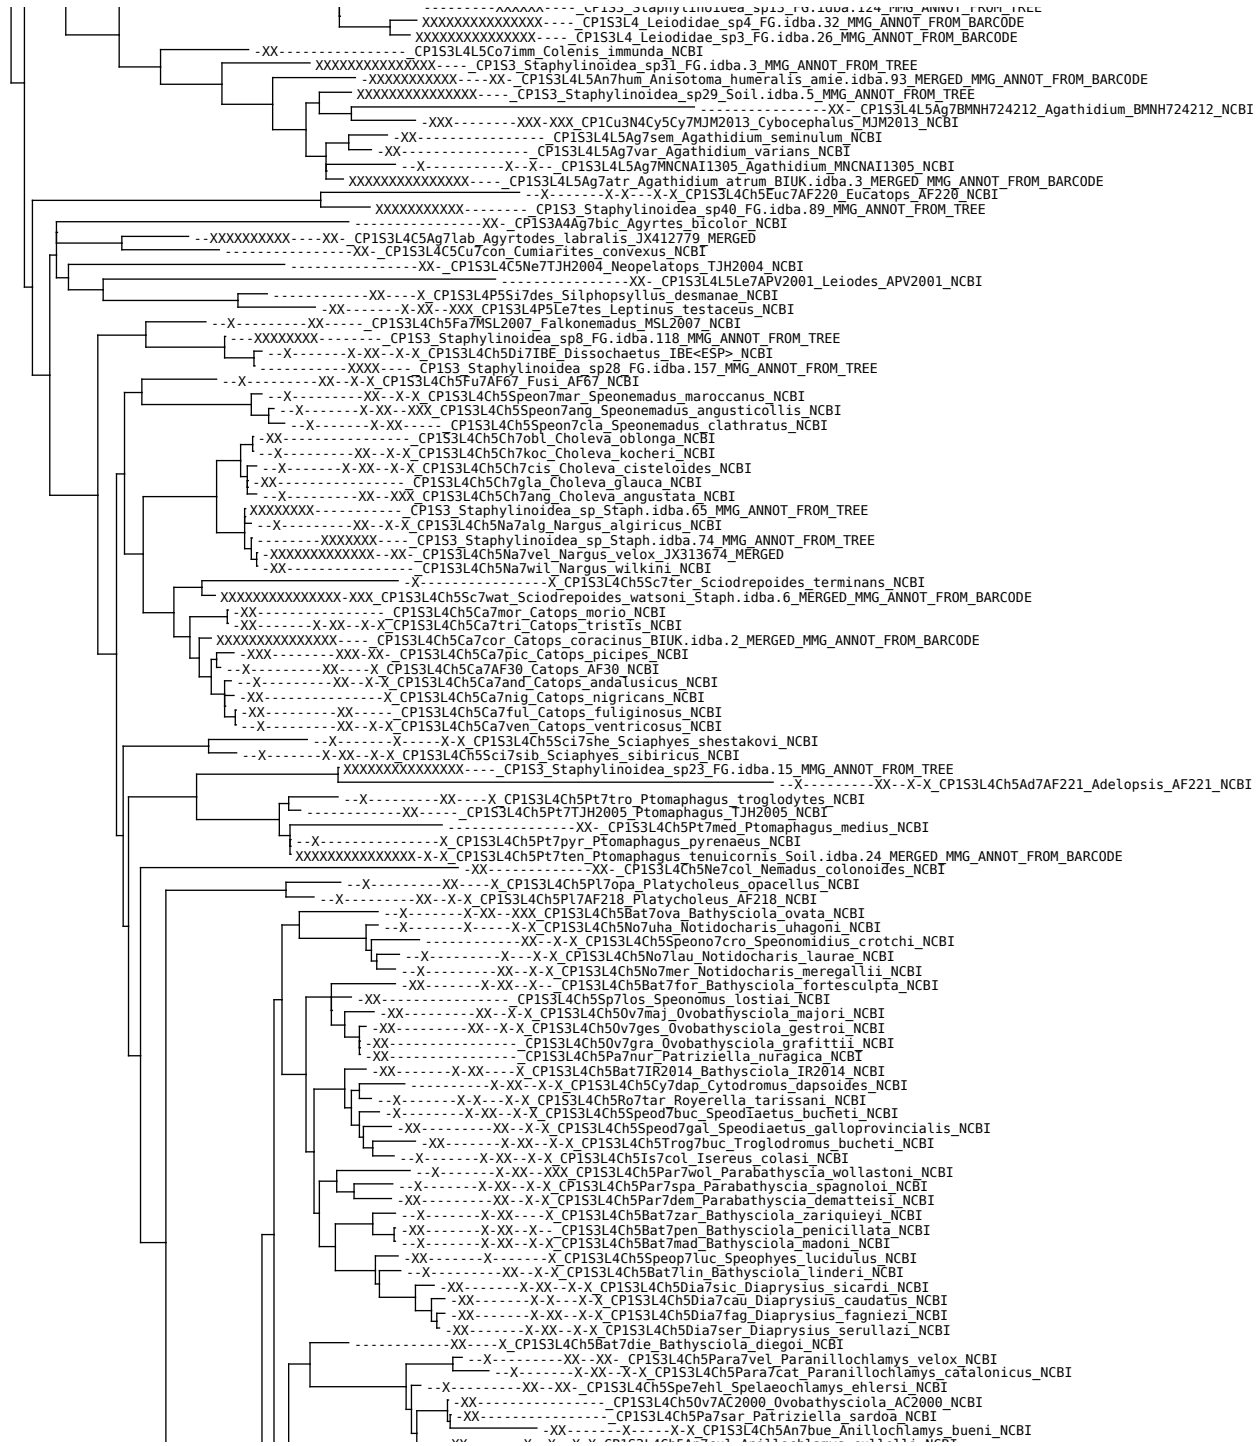 ---------XXXXXX----_CP1S3_Staphylinoidea_sp15_FG.idba.124_MMG_ANNOT_FROM_TREE
XXXXXXXXXXXXXXX----_CP1S3L4_Leiodidae_sp4_FG.idba.32_MMG_ANNOT_FROM_BARCODE
XXXXXXXXXXXXXXX----_CP1S3L4_Leiodidae_sp3_FG.idba.26_MMG_ANNOT_FROM_BARCODE
-XX----------------_CP1S3L4L5Co7imm_Colenis_immunda_NCBI
XXXXXXXXXXXXXXX----_CP1S3_Staphylinoidea_sp31_FG.idba.3_MMG_ANNOT_FROM_TREE
-XXXXXXXXXXX----XX-_CP1S3L4L5An7hum_Anisotoma_humeralis_amie.idba.93_MERGED_MMG_ANNOT_FROM_BARCODE
XXXXXXXXXXXXXXX----_CP1S3_Staphylinoidea_sp29_Soil.idba.5_MMG_ANNOT_FROM_TREE
----------------XX-_CP1S3L4L5Ag7BMNH724212_Agathidium_BMNH724212_NCBI
-XXX--------XXX-XXX_CP1Cu3N4Cy5Cy7MJM2013_Cybocephalus_MJM2013_NCBI
-XX----------------_CP1S3L4L5Ag7sem_Agathidium_seminulum_NCBI
-XX----------------_CP1S3L4L5Ag7var_Agathidium_varians_NCBI
--X----------X--X--_CP1S3L4L5Ag7MNCNAI1305_Agathidium_MNCNAI1305_NCBI
XXXXXXXXXXXXXXX----_CP1S3L4L5Ag7atr_Agathidium_atrum_BIUK.idba.3_MERGED_MMG_ANNOT_FROM_BARCODE
--X-------X-X---X-X_CP1S3L4Ch5Euc7AF220_Eucatops_AF220_NCBI
XXXXXXXXXXX--------_CP1S3_Staphylinoidea_sp40_FG.idba.89_MMG_ANNOT_FROM_TREE
----------------XX-_CP1S3A4Ag7bic_Agyrtes_bicolor_NCBI
--XXXXXXXXXX----XX-_CP1S3L4C5Ag7lab_Agyrtodes_labralis_JX412779_MERGED
----------------XX-_CP1S3L4C5Cu7con_Cumiarites_convexus_NCBI
----------------XX-_CP1S3L4C5Ne7TJH2004_Neopelatops_TJH2004_NCBI
----------------XX-_CP1S3L4L5Le7APV2001_Leiodes_APV2001_NCBI
------------XX----X_CP1S3L4P5Si7des_Silphopsyllus_desmanae_NCBI
-XX-------X-XX--XXX_CP1S3L4P5Le7tes_Leptinus_testaceus_NCBI
--X---------XX-----_CP1S3L4Ch5Fa7MSL2007_Falkonemadus_MSL2007_NCBI
---XXXXXXXX--------_CP1S3_Staphylinoidea_sp8_FG.idba.118_MMG_ANNOT_FROM_TREE
--X-------X-XX--X-X_CP1S3L4Ch5Di7IBE_Dissochaetus_IBE<ESP>_NCBI
-----------XXXX----_CP1S3_Staphylinoidea_sp28_FG.idba.157_MMG_ANNOT_FROM_TREE
--X---------XX--X-X_CP1S3L4Ch5Fu7AF67_Fusi_AF67_NCBI
--X---------XX--X-X_CP1S3L4Ch5Speon7mar_Speonemadus_maroccanus_NCBI
--X-------X-XX--XXX_CP1S3L4Ch5Speon7ang_Speonemadus_angusticollis_NCBI
--X-------X-XX-----_CP1S3L4Ch5Speon7cla_Speonemadus_clathratus_NCBI
-XX----------------_CP1S3L4Ch5Ch7obl_Choleva_oblonga_NCBI
--X---------XX--X-X_CP1S3L4Ch5Ch7koc_Choleva_kocheri_NCBI
--X-------X-XX--X-X_CP1S3L4Ch5Ch7cis_Choleva_cisteloides_NCBI
-XX----------------_CP1S3L4Ch5Ch7gla_Choleva_glauca_NCBI
--X---------XX--XXX_CP1S3L4Ch5Ch7ang_Choleva_angustata_NCBI
XXXXXXXX-----------_CP1S3_Staphylinoidea_sp_Staph.idba.65_MMG_ANNOT_FROM_TREE
--X---------XX--X-X_CP1S3L4Ch5Na7alg_Nargus_algiricus_NCBI
--------XXXXXXX----_CP1S3_Staphylinoidea_sp_Staph.idba.74_MMG_ANNOT_FROM_TREE
-XXXXXXXXXXXXX--XX-_CP1S3L4Ch5Na7vel_Nargus_velox_JX313674_MERGED
-XX----------------_CP1S3L4Ch5Na7wil_Nargus_wilkini_NCBI
-X----------------X_CP1S3L4Ch5Sc7ter_Sciodrepoides_terminans_NCBI
XXXXXXXXXXXXXXX-XXX_CP1S3L4Ch5Sc7wat_Sciodrepoides_watsoni_Staph.idba.6_MERGED_MMG_ANNOT_FROM_BARCODE
-XX----------------_CP1S3L4Ch5Ca7mor_Catops_morio_NCBI
-XX-------X-XX--X-X_CP1S3L4Ch5Ca7tri_Catops_tristis_NCBI
XXXXXXXXXXXXXXX----_CP1S3L4Ch5Ca7cor_Catops_coracinus_BIUK.idba.2_MERGED_MMG_ANNOT_FROM_BARCODE
-XXX--------XXX-XX-_CP1S3L4Ch5Ca7pic_Catops_picipes_NCBI
--X---------XX----X_CP1S3L4Ch5Ca7AF30_Catops_AF30_NCBI
--X---------XX--X-X_CP1S3L4Ch5Ca7and_Catops_andalusicus_NCBI
-XX---------------X_CP1S3L4Ch5Ca7nig_Catops_nigricans_NCBI
-XX---------XX-----_CP1S3L4Ch5Ca7ful_Catops_fuliginosus_NCBI
--X---------XX--X-X_CP1S3L4Ch5Ca7ven_Catops_ventricosus_NCBI
--X-------X-----X-X_CP1S3L4Ch5Sci7she_Sciaphyes_shestakovi_NCBI
--X-------X-XX--X-X_CP1S3L4Ch5Sci7sib_Sciaphyes_sibiricus_NCBI
XXXXXXXXXXXXXXX----_CP1S3_Staphylinoidea_sp23_FG.idba.15_MMG_ANNOT_FROM_TREE
--X---------XX--X-X_CP1S3L4Ch5Ad7AF221_Adelopsis_AF221_NCBI
--X---------XX----X_CP1S3L4Ch5Pt7tro_Ptomaphagus_troglodytes_NCBI
------------XX-----_CP1S3L4Ch5Pt7TJH2005_Ptomaphagus_TJH2005_NCBI
----------------XX-_CP1S3L4Ch5Pt7med_Ptomaphagus_medius_NCBI
--X---------------X_CP1S3L4Ch5Pt7pyr_Ptomaphagus_pyrenaeus_NCBI
XXXXXXXXXXXXXXX-X-X_CP1S3L4Ch5Pt7ten_Ptomaphagus_tenuicornis_Soil.idba.24_MERGED_MMG_ANNOT_FROM_BARCODE
-XX-------------XX-_CP1S3L4Ch5Ne7col_Nemadus_colonoides_NCBI
--X---------XX----X_CP1S3L4Ch5Pl7opa_Platycholeus_opacellus_NCBI
--X---------XX--X-X_CP1S3L4Ch5Pl7AF218_Platycholeus_AF218_NCBI
--X-------X-XX--XXX_CP1S3L4Ch5Bat7ova_Bathysciola_ovata_NCBI
--X-------X-----X-X_CP1S3L4Ch5No7uha_Notidocharis_uhagoni_NCBI
------------XX--X-X_CP1S3L4Ch5Speono7cro_Speonomidius_crotchi_NCBI
--X---------X---X-X_CP1S3L4Ch5No7lau_Notidocharis_laurae_NCBI
--X---------XX--X-X_CP1S3L4Ch5No7mer_Notidocharis_meregallii_NCBI
-XX-------X-XX--X--_CP1S3L4Ch5Bat7for_Bathysciola_fortesculpta_NCBI
-XX----------------_CP1S3L4Ch5Sp7los_Speonomus_lostiai_NCBI
-XX---------XX--X-X_CP1S3L4Ch5Ov7maj_Ovobathysciola_majori_NCBI
-XX---------XX--X-X_CP1S3L4Ch5Ov7ges_Ovobathysciola_gestroi_NCBI
-XX----------------_CP1S3L4Ch5Ov7gra_Ovobathysciola_grafittii_NCBI
-XX----------------_CP1S3L4Ch5Pa7nur_Patriziella_nuragica_NCBI
-XX-------X-XX----X_CP1S3L4Ch5Bat7IR2014_Bathysciola_IR2014_NCBI
----------X-XX--X-X_CP1S3L4Ch5Cy7dap_Cytodromus_dapsoides_NCBI
--X-------X-X---X-X_CP1S3L4Ch5Ro7tar_Royerella_tarissani_NCBI
--X-------X-XX--X-X_CP1S3L4Ch5Speod7buc_Speodiaetus_bucheti_NCBI
-XX---------XX--X-X_CP1S3L4Ch5Speod7gal_Speodiaetus_galloprovincialis_NCBI
-XX-------X-XX--X-X_CP1S3L4Ch5Trog7buc_Troglodromus_bucheti_NCBI
--X-------X-XX--X-X_CP1S3L4Ch5Is7col_Isereus_colasi_NCBI
--X-------X-XX--XXX_CP1S3L4Ch5Par7wol_Parabathyscia_wollastoni_NCBI
--X-------X-XX--X-X_CP1S3L4Ch5Par7spa_Parabathyscia_spagnoloi_NCBI
-XX---------XX--X-X_CP1S3L4Ch5Par7dem_Parabathyscia_dematteisi_NCBI
--X-------X-XX----X_CP1S3L4Ch5Bat7zar_Bathysciola_zariquieyi_NCBI
-XX-------X-XX--X--_CP1S3L4Ch5Bat7pen_Bathysciola_penicillata_NCBI
--X-------X-XX--X-X_CP1S3L4Ch5Bat7mad_Bathysciola_madoni_NCBI
-XX-------X-------X_CP1S3L4Ch5Speop7luc_Speophyes_lucidulus_NCBI
--X---------XX--X-X_CP1S3L4Ch5Bat7lin_Bathysciola_linderi_NCBI
-XX-------X-XX--X-X_CP1S3L4Ch5Dia7sic_Diaprysius_sicardi_NCBI
-XX-------X-X---X-X_CP1S3L4Ch5Dia7cau_Diaprysius_caudatus_NCBI
-XX-------X-XX--X-X_CP1S3L4Ch5Dia7fag_Diaprysius_fagniezi_NCBI
-XX-------X-XX--X-X_CP1S3L4Ch5Dia7ser_Diaprysius_serullazi_NCBI
------------XX----X_CP1S3L4Ch5Bat7die_Bathysciola_diegoi_NCBI
--X---------XX--XX-_CP1S3L4Ch5Para7vel_Paranillochlamys_velox_NCBI
--X-------X-XX--X-X_CP1S3L4Ch5Para7cat_Paranillochlamys_catalonicus_NCBI
--X---------XX--XX-_CP1S3L4Ch5Spe7ehl_Spelaeochlamys_ehlersi_NCBI
-XX----------------_CP1S3L4Ch5Ov7AC2000_Ovobathysciola_AC2000_NCBI
-XX----------------_CP1S3L4Ch5Pa7sar_Patriziella_sardoa_NCBI
-XX-------X-----X-X_CP1S3L4Ch5An7bue_Anillochlamys_bueni_NCBI